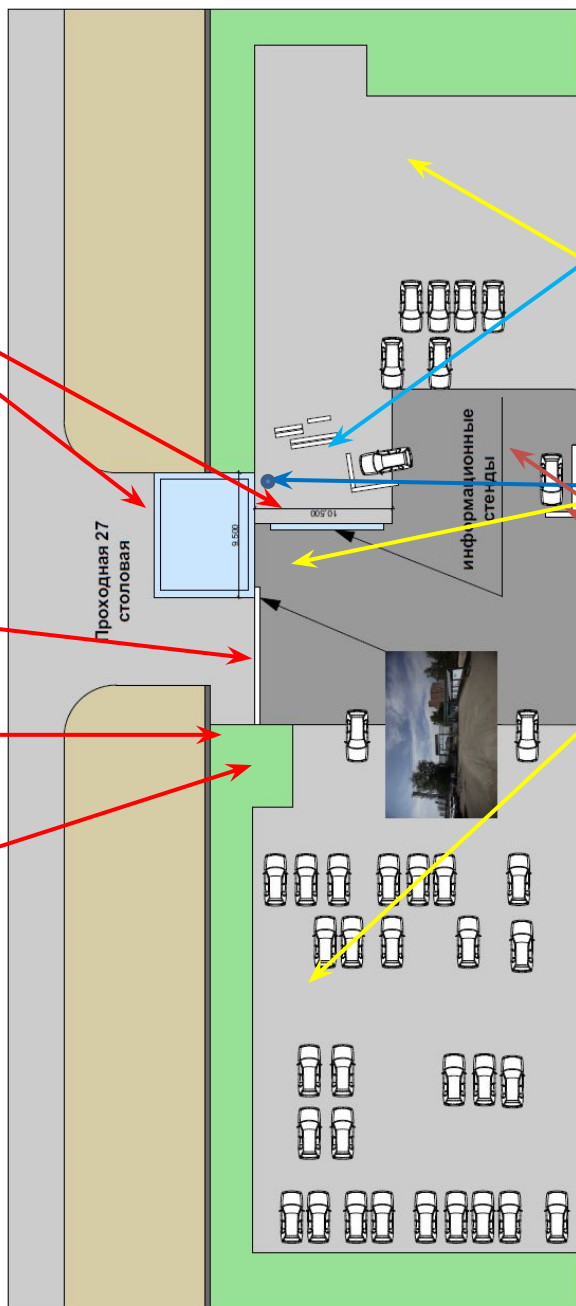 Проходная 27
столовая
9.500
10,500
информационные
стенды